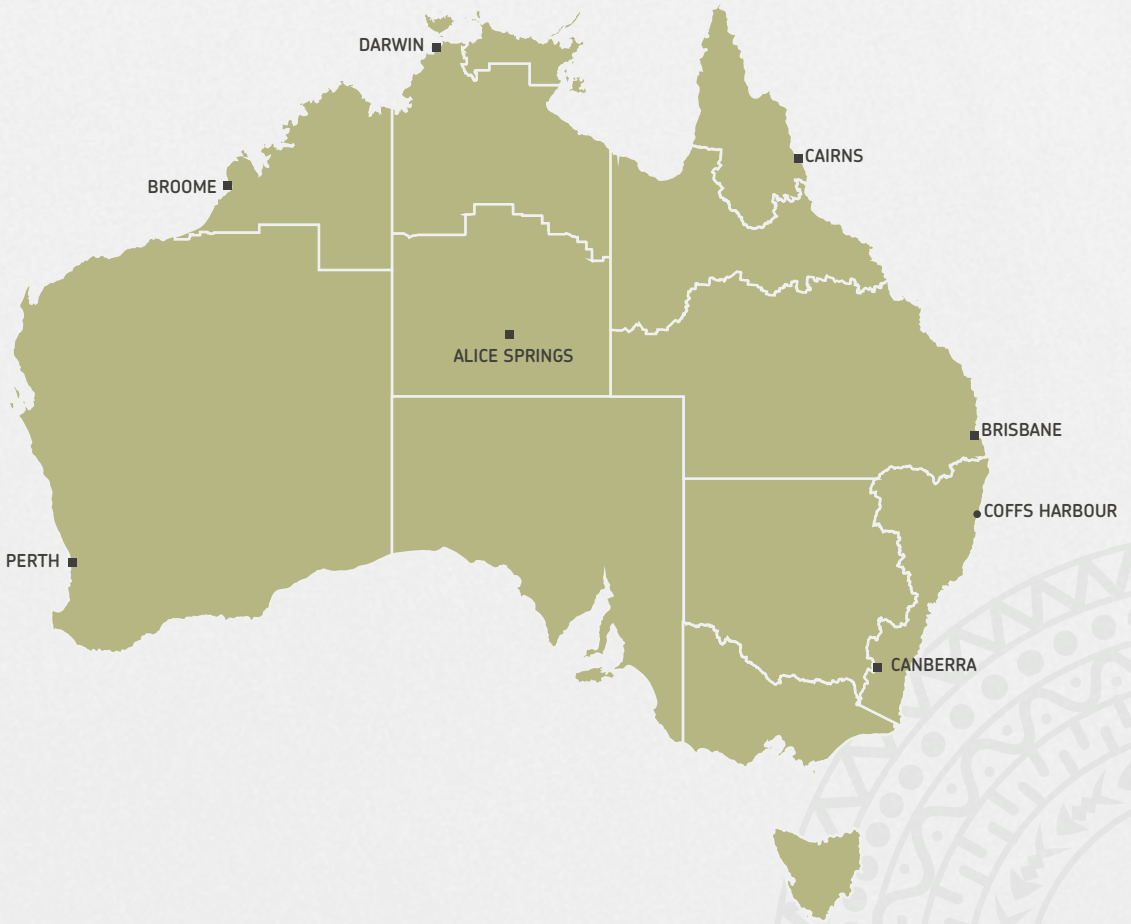 DARWIN
CAIRNS
BROOME
ALICE SPRINGS
BRISBANE
COFFS HARBOUR
PERTH
CANBERRA